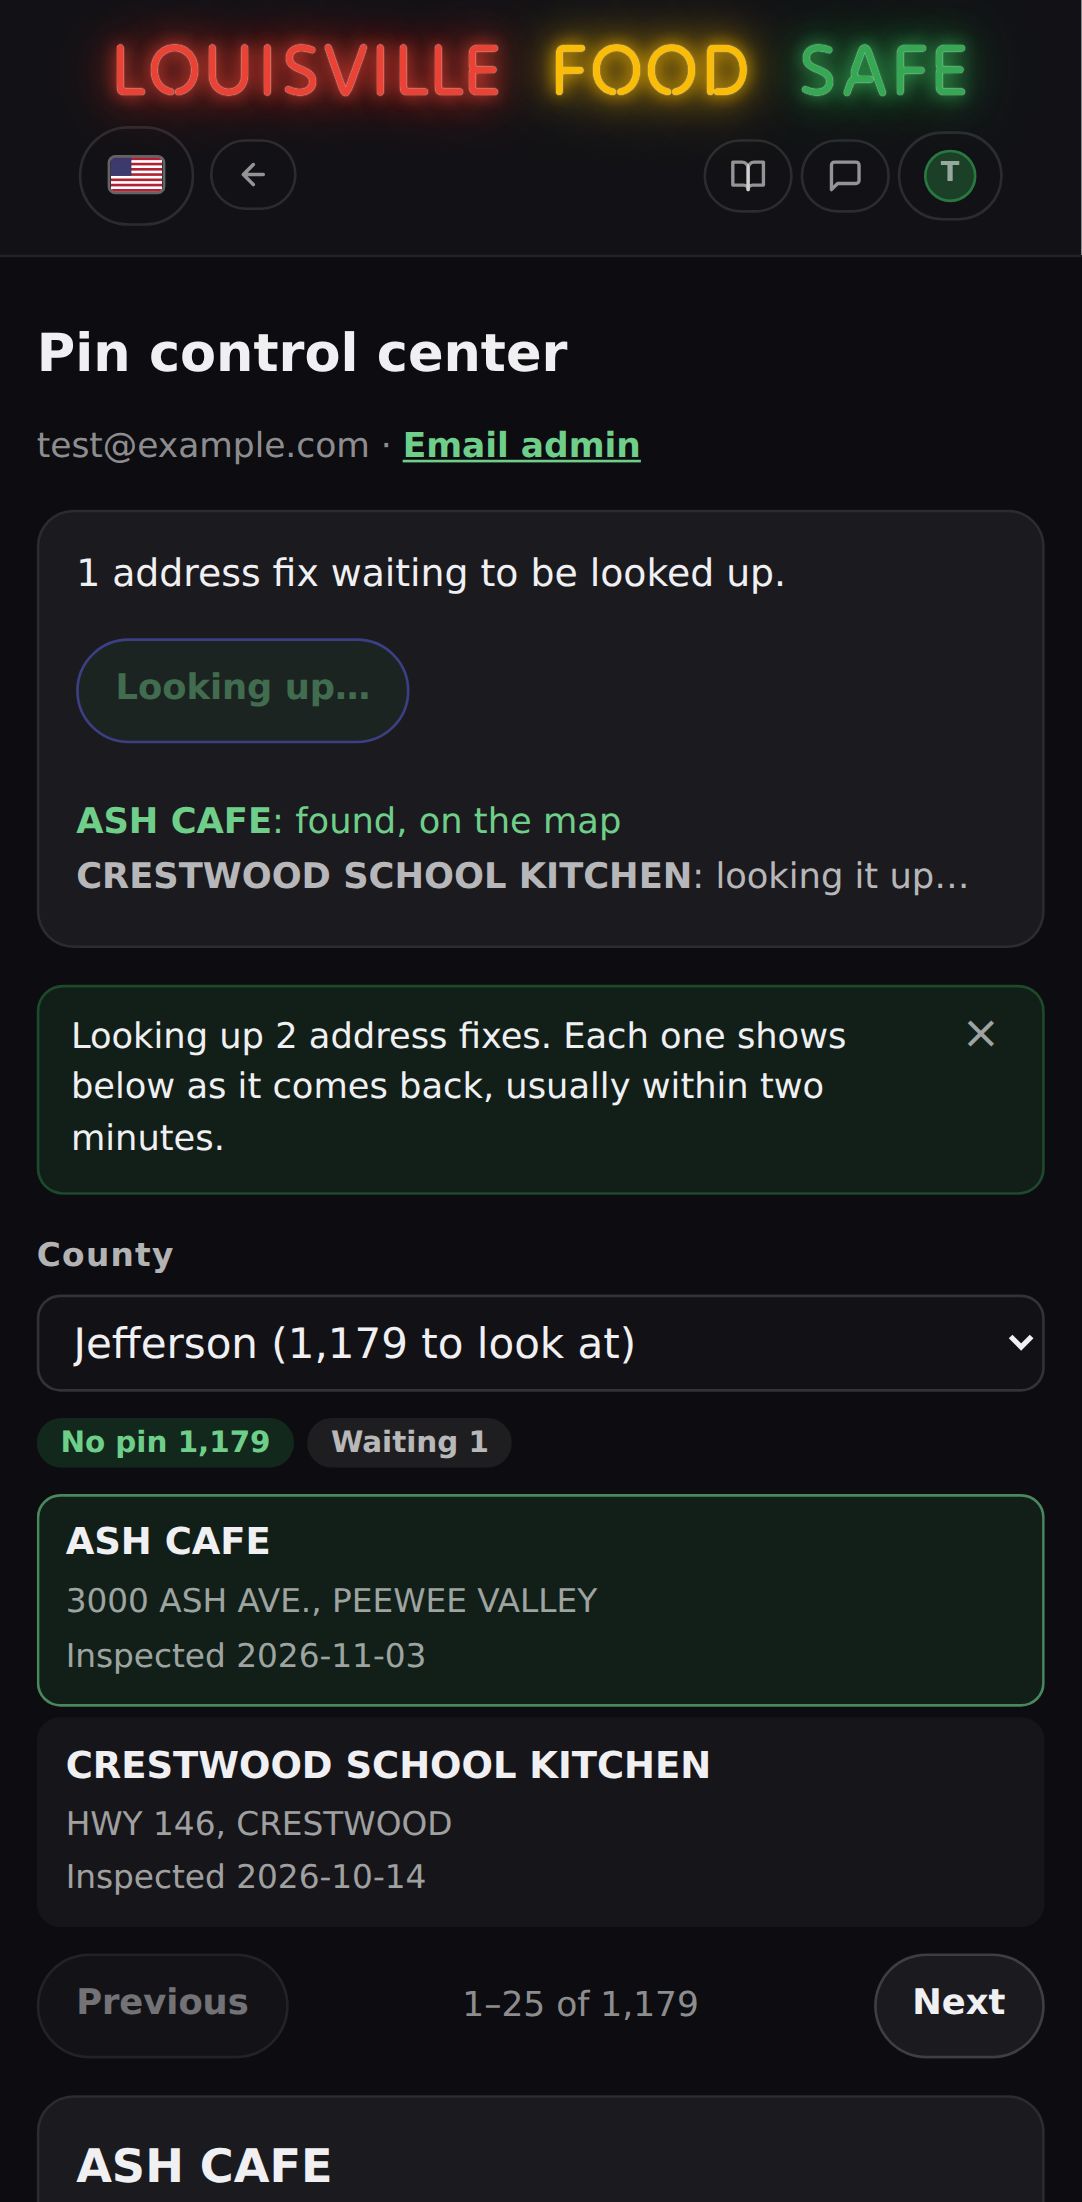 LOUISVILLE FOOD SAFE
T
Pin control center
test@example.com · Email admin
1 address fix waiting to be looked up.
Looking up...
ASH CAFE: found, on the map
CRESTWOOD SCHOOL KITCHEN: looking it up...
Looking up 2 address fixes. Each one shows
below as it comes back, usually within two
minutes.
County
Jefferson (1,179 to look at)
No pin 1,179 Waiting 1
ASH CAFE
3000 ASH AVE., PEEWEE VALLEY
Inspected 2026-11-03
CRESTWOOD SCHOOL KITCHEN
HWY 146, CRESTWOOD
Inspected 2026-10-14
Previous 1–25 of 1,179 Next
ASH CAFE